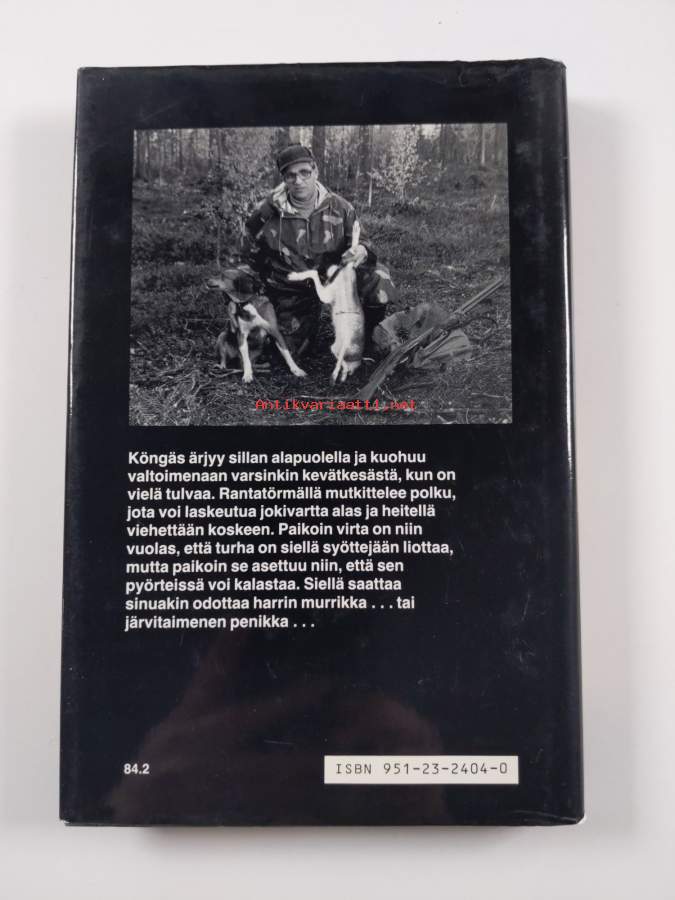 Antikvariaatti.net
Köngäs ärjyy sillan alapuolella ja kuohuu
valtoimenaan varsinkin kevätkesästä, kun on
vielä tulvaa. Rantatörmällä mutkittelee polku,
jota voi laskeutua jokivartta alas ja heitellä
viehettään koskeen. Paikoin virta on niin
vuolas, että turha on siellä syöttejään liottaa,
mutta paikoin se asettuu niin, että sen
pyörteissä voi kalastaa. Siellä saattaa
sinuakin odottaa harrin murrikka . . . tai
järvitaimenen penikka . . .
84.2
ISBN 951-23-2404-0